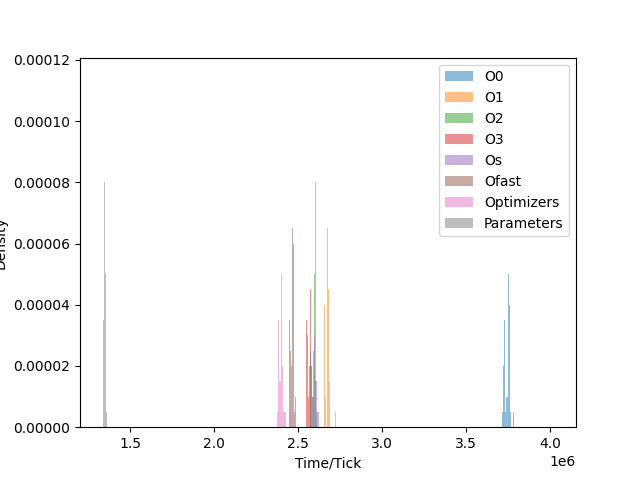 0.00012
0.00010
0.00008
0.00006
0.00004
0.00002
0.00000
Density
1.5
2.0
2.5
3.0
3.5
4.0
1e6
Time/Tick
O0
O1
O2
O3
Os
Ofast
Optimizers
Parameters